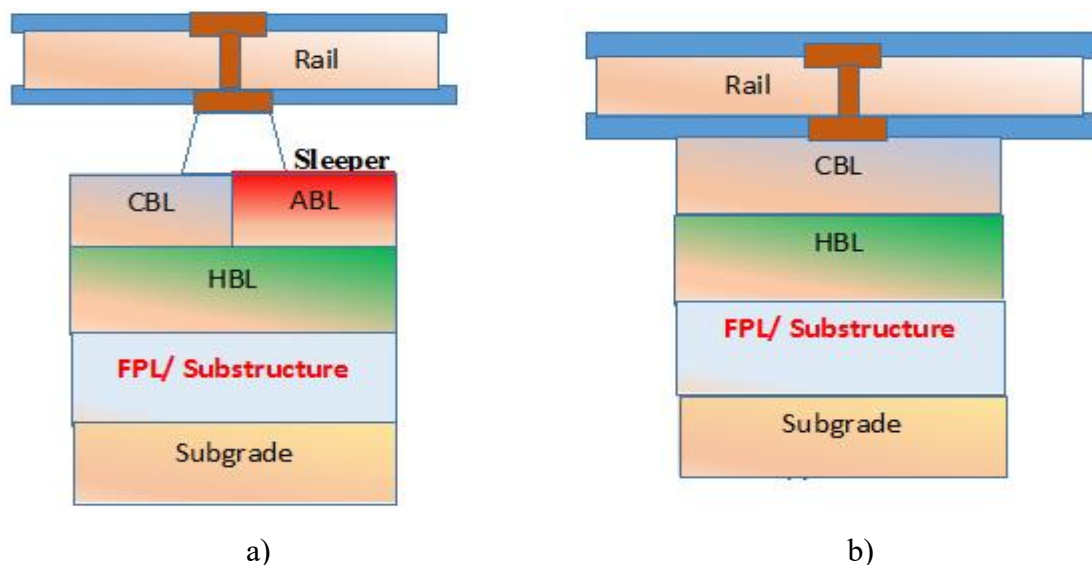 Rail
Sleeper
CBL
ABL
HBL
FPL/ Substructure
Subgrade
a)
Rail
CBL
HBL
FPL/ Substructure
Subgrade
b)